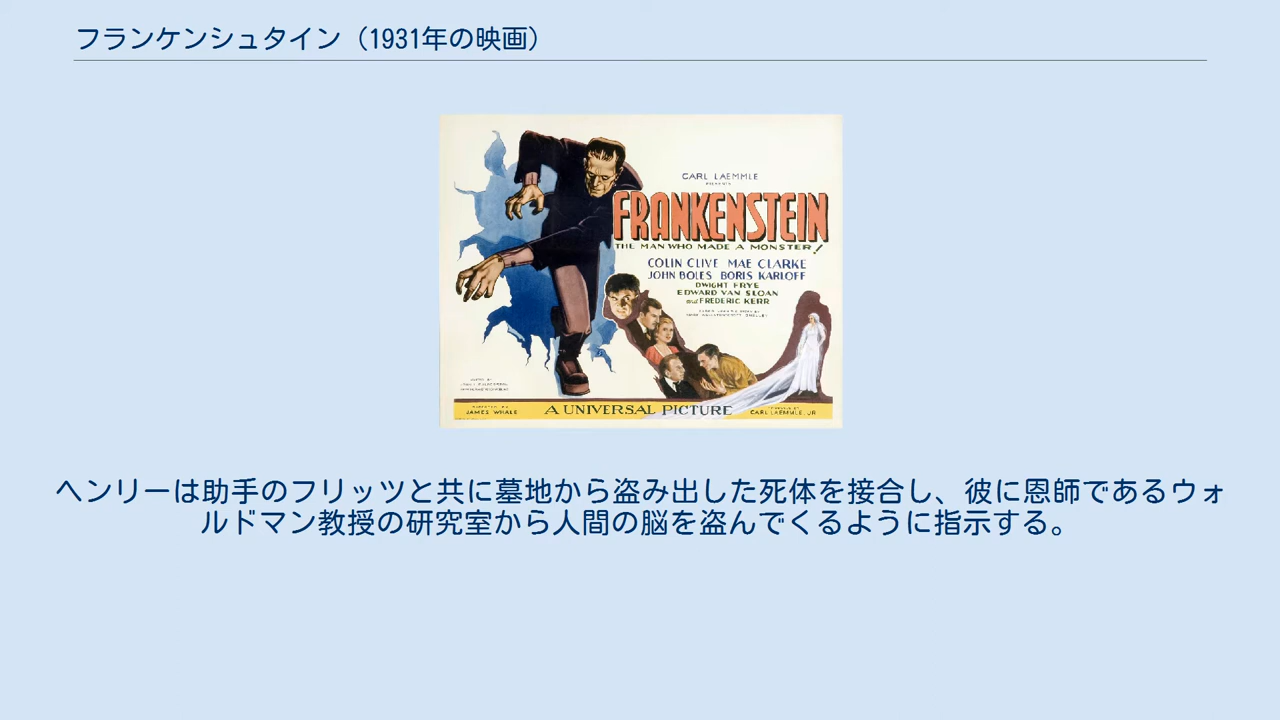 フランケンシュタイン（1931年の映画）
CARL LAEMMLE
PRESENTS
FRANKENSTEIN
THE MAN WHO MADE A MONSTER!
COLIN CLIVE MAE CLARKE
JOHN BOLES BORIS KARLOFF
DWIGHT FRYE
EDWARD VAN SLOAN
and FREDERIC KERR
JAMES WHALE
A UNIVERSAL PICTURE
CARL LAEMMLE, JR
ヘンリーは助手のフリッツと共に墓地から盗み出した死体を接合し、彼に恩師であるウォ
ルドマン教授の研究室から人間の脳を盗んでくるように指示する。